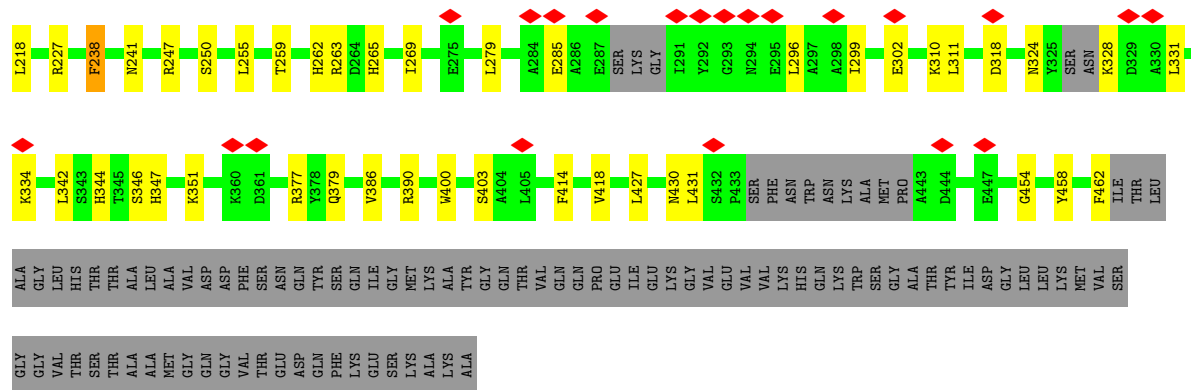 L218 R227 F238 N241 R247 S250 L255 T259 H262 R263 D264 H265 I269 E275 L279 A284 E285 A286 E287 SER LYS GLY I291 Y292 G293 N294 E295 L296 A297 A298 I299 E302 K310 L311 D318 N324 Y325 SER ASN K328 D329 A330 L331
K334 L342 S343 H344 T345 S346 H347 K351 K360 D361 R377 Y378 Q379 V386 R390 W400 S403 A404 L405 F414 V418 L427 N430 L431 S432 P433 SER PHE ASN TRP ASN LYS ALA MET PRO A443 D444 E447 G454 Y458 F462 ILE THR LEU
ALA GLY LEU HIS THR THR ALA LEU ALA VAL ASP ASP PHE SER ASN GLN TYR SER GLN ILE GLY MET LYS ALA TYR GLY GLN THR VAL GLN GLN PRO GLU ILE GLU LYS GLY VAL GLU VAL VAL LYS HIS GLN LYS TRP SER GLY ALA THR TYR ILE ASP GLY LEU LEU LYS MET VAL SER
GLY GLY VAL THR SER THR ALA ALA MET GLY GLN GLY VAL THR GLU ASP GLN PHE LYS GLU SER LYS ALA LYS ALA